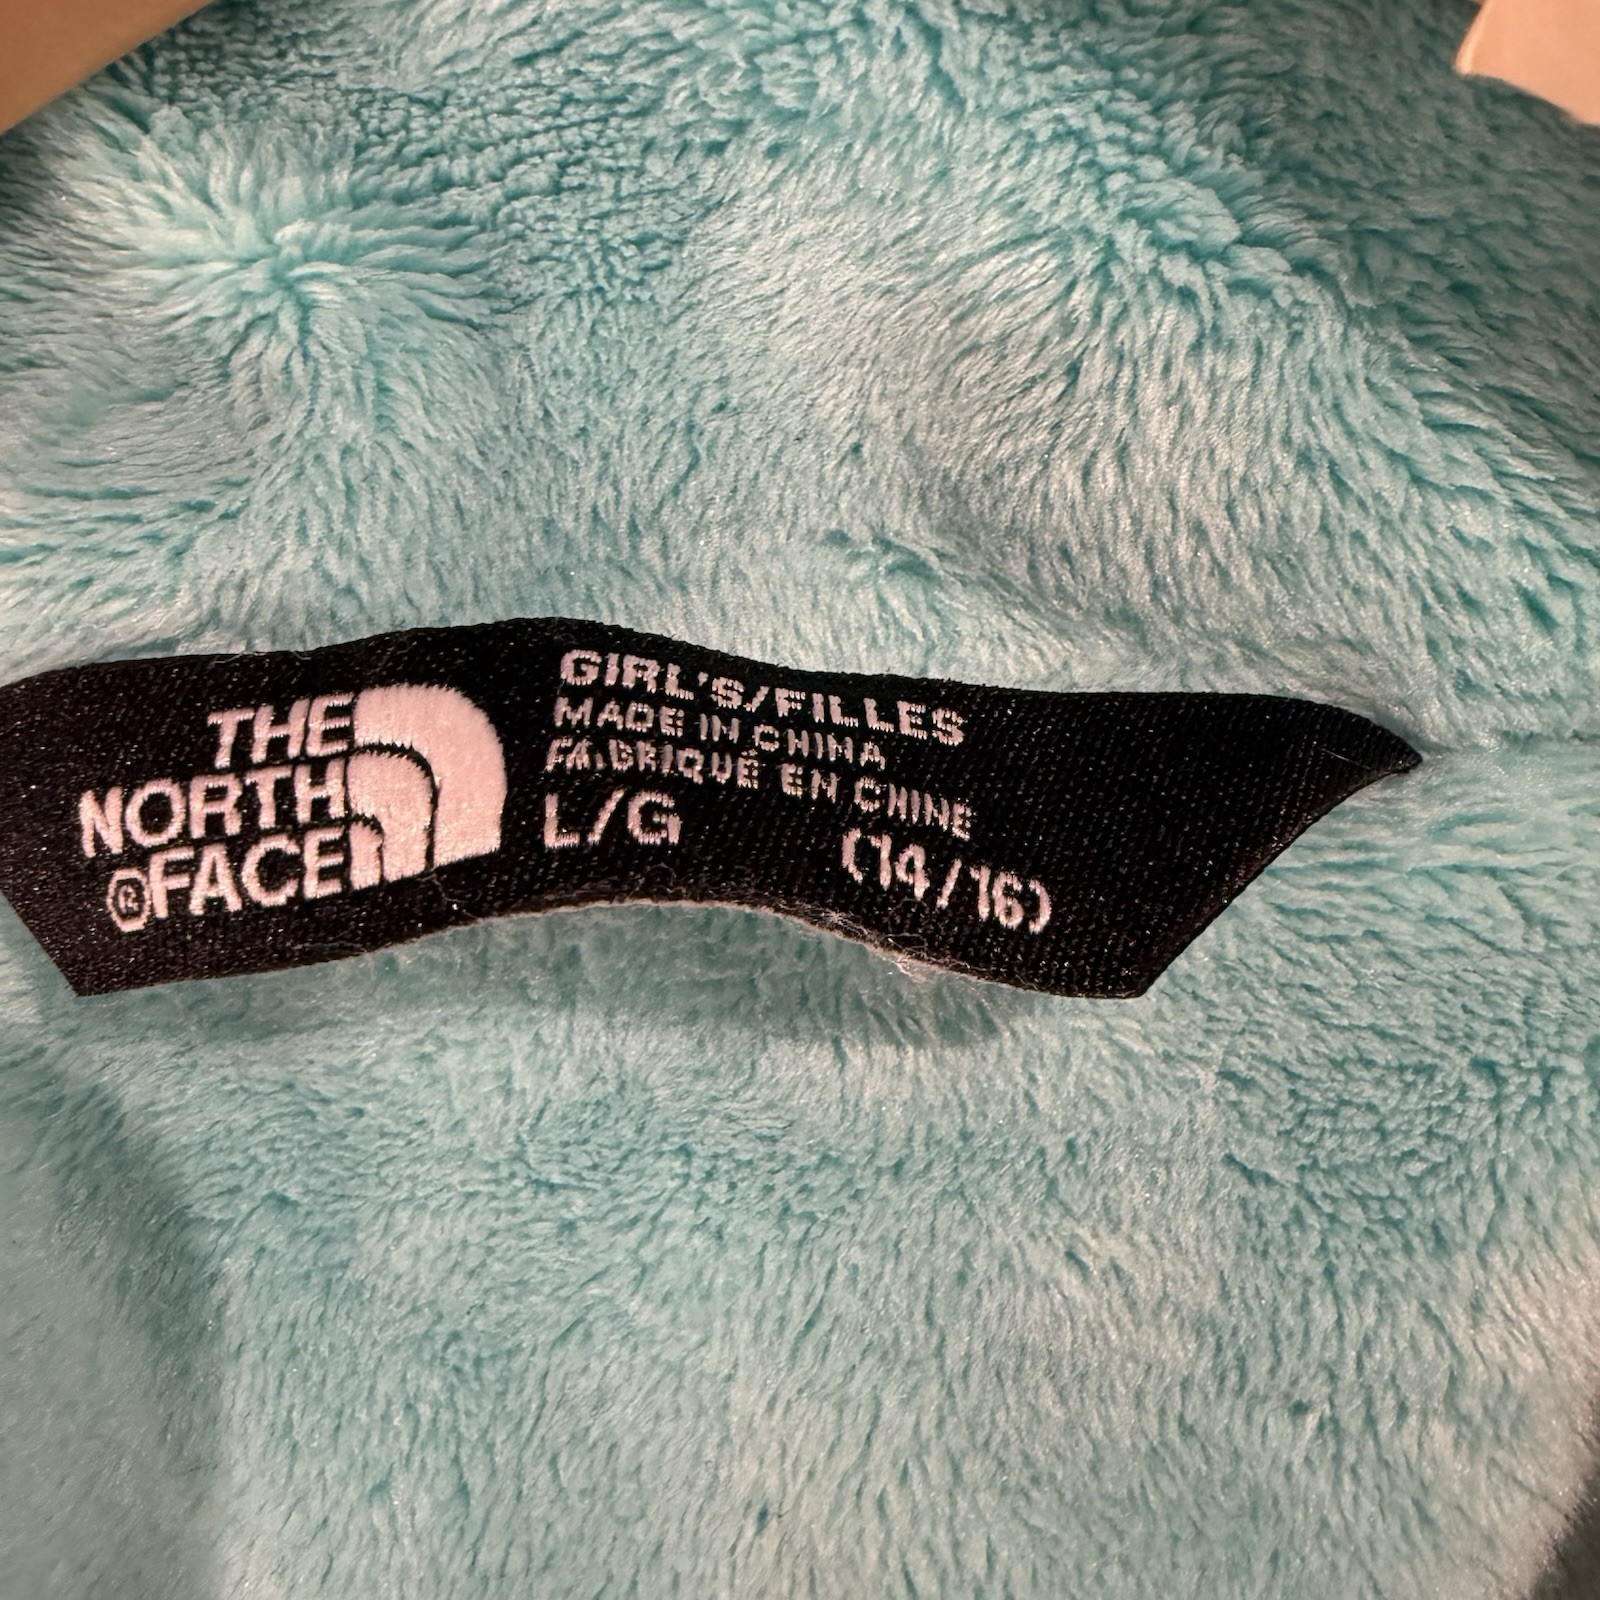 THE
NORTH
®FACE
GIRL'S/FILLES
MADE IN CHINA
FABRIQUÉ EN CHINE
L/G (14/16)